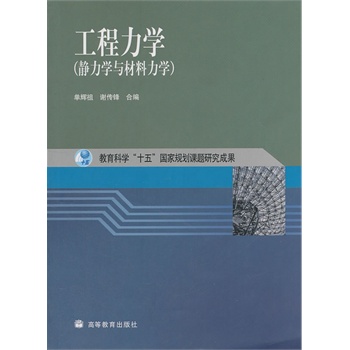 工程力学
(静力学与材料力学)
单辉祖 谢传锋 合编
教育科学“十五”国家规划课题研究成果
高等教育出版社